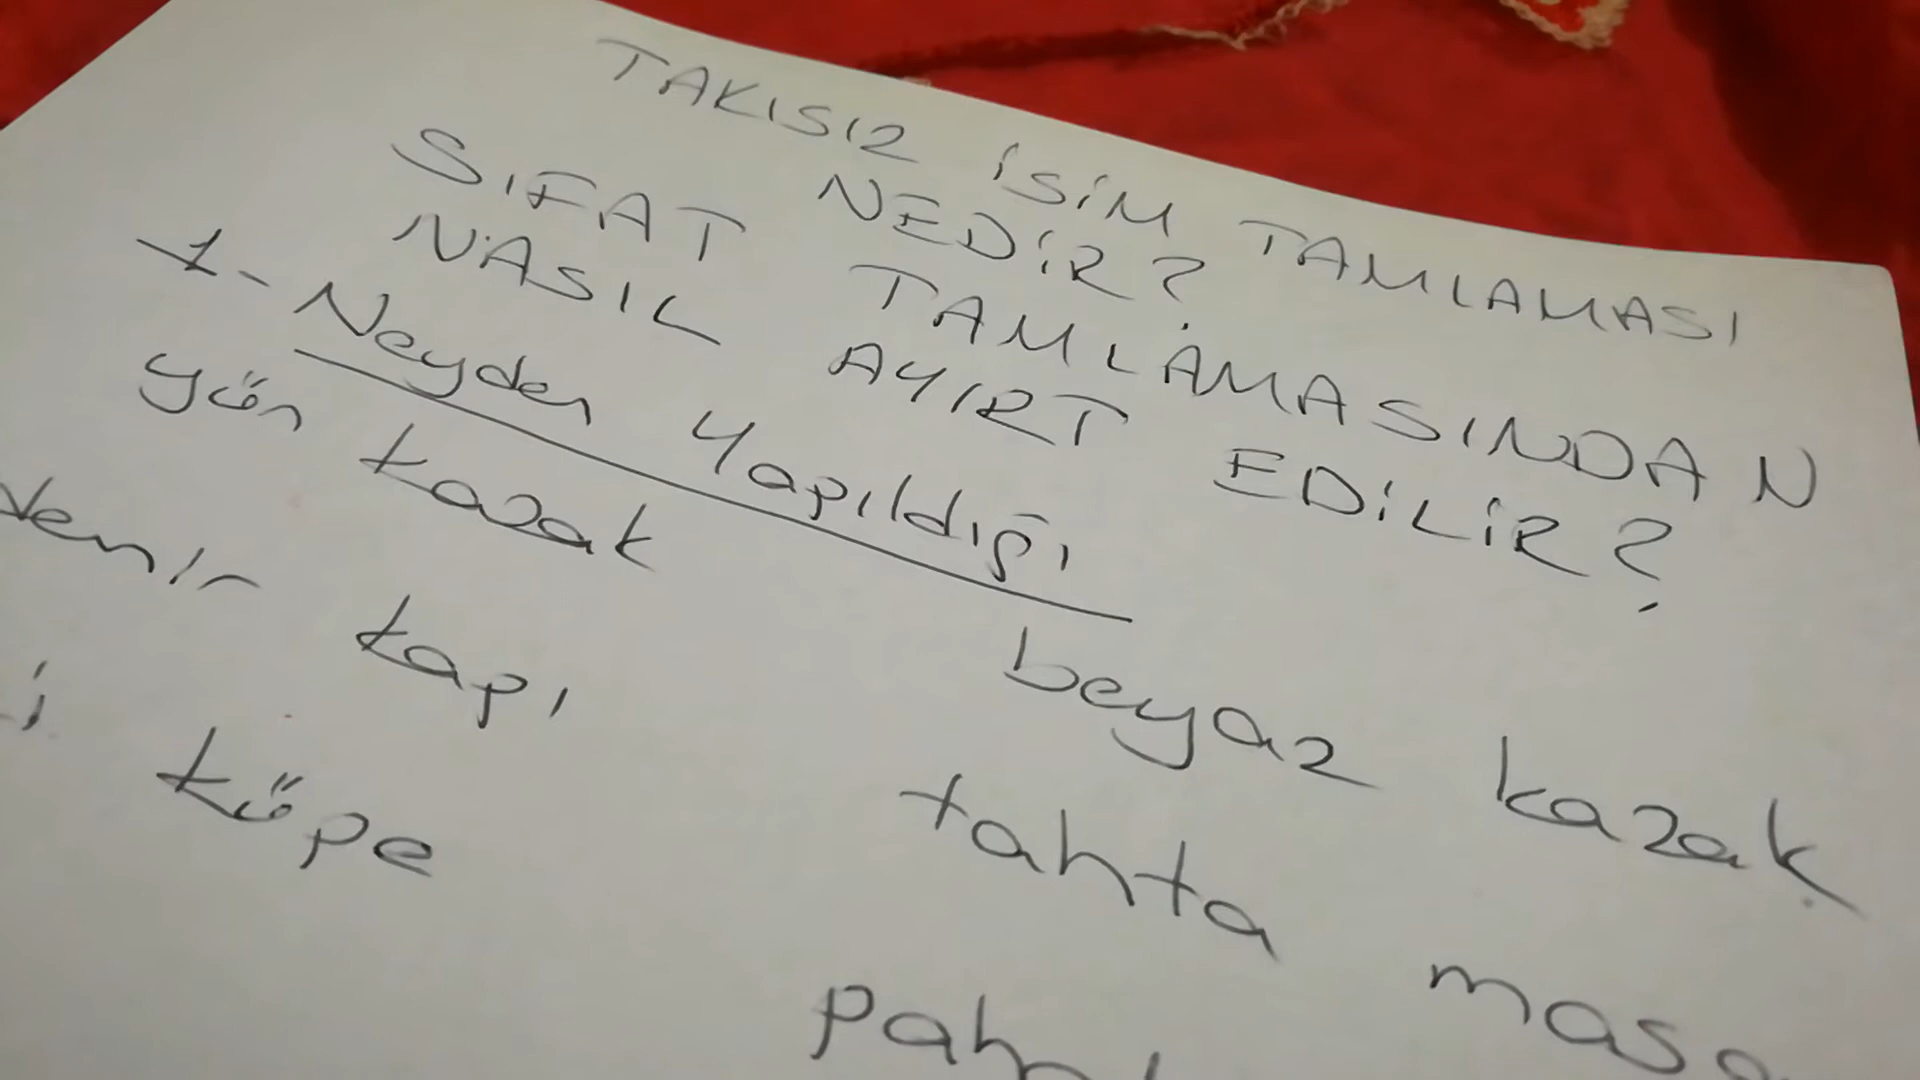 TAKISIZ İSİM TAMLAMASI
NEDİR?
SIFAT TAMLAMASINDAN
NASIL AYIRT EDİLİR?
1- Neyden Yapıldığı
yün kazak beyaz kazak
kapı tahta masa
küpe